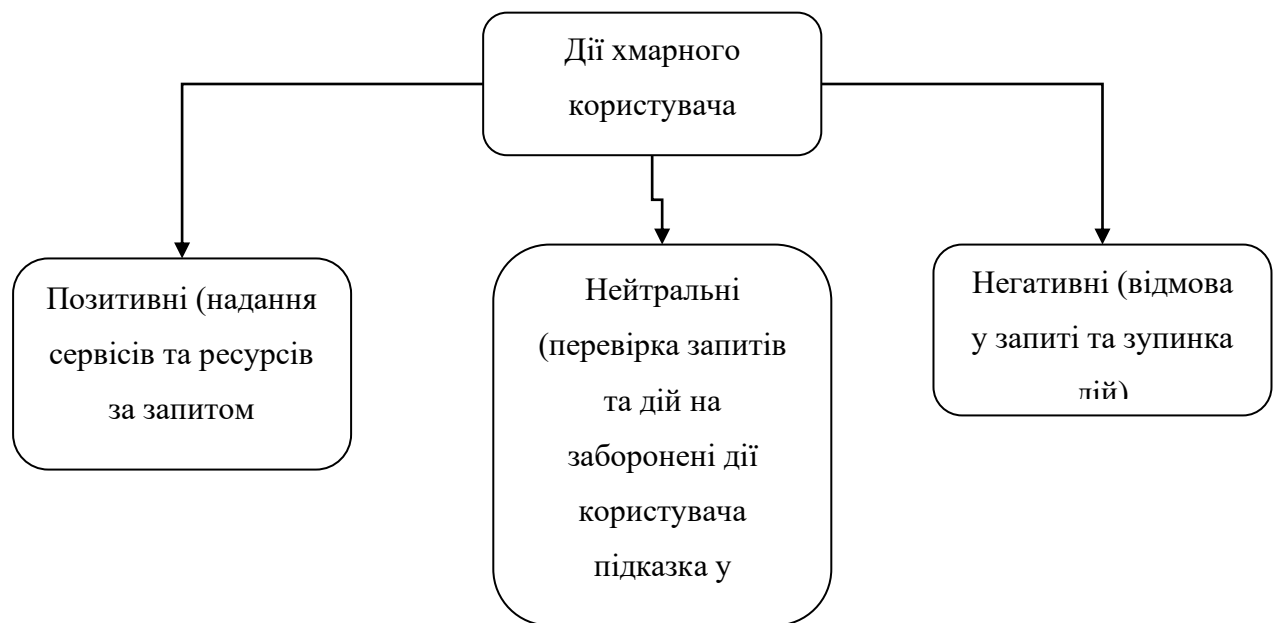 Дії хмарного
користувача
Позитивні (надання
сервісів та ресурсів
за запитом
Нейтральні
(перевірка запитів
та дій на
заборонені дії
користувача
підказка у
Негативні (відмова
у запиті та зупинка
дій)